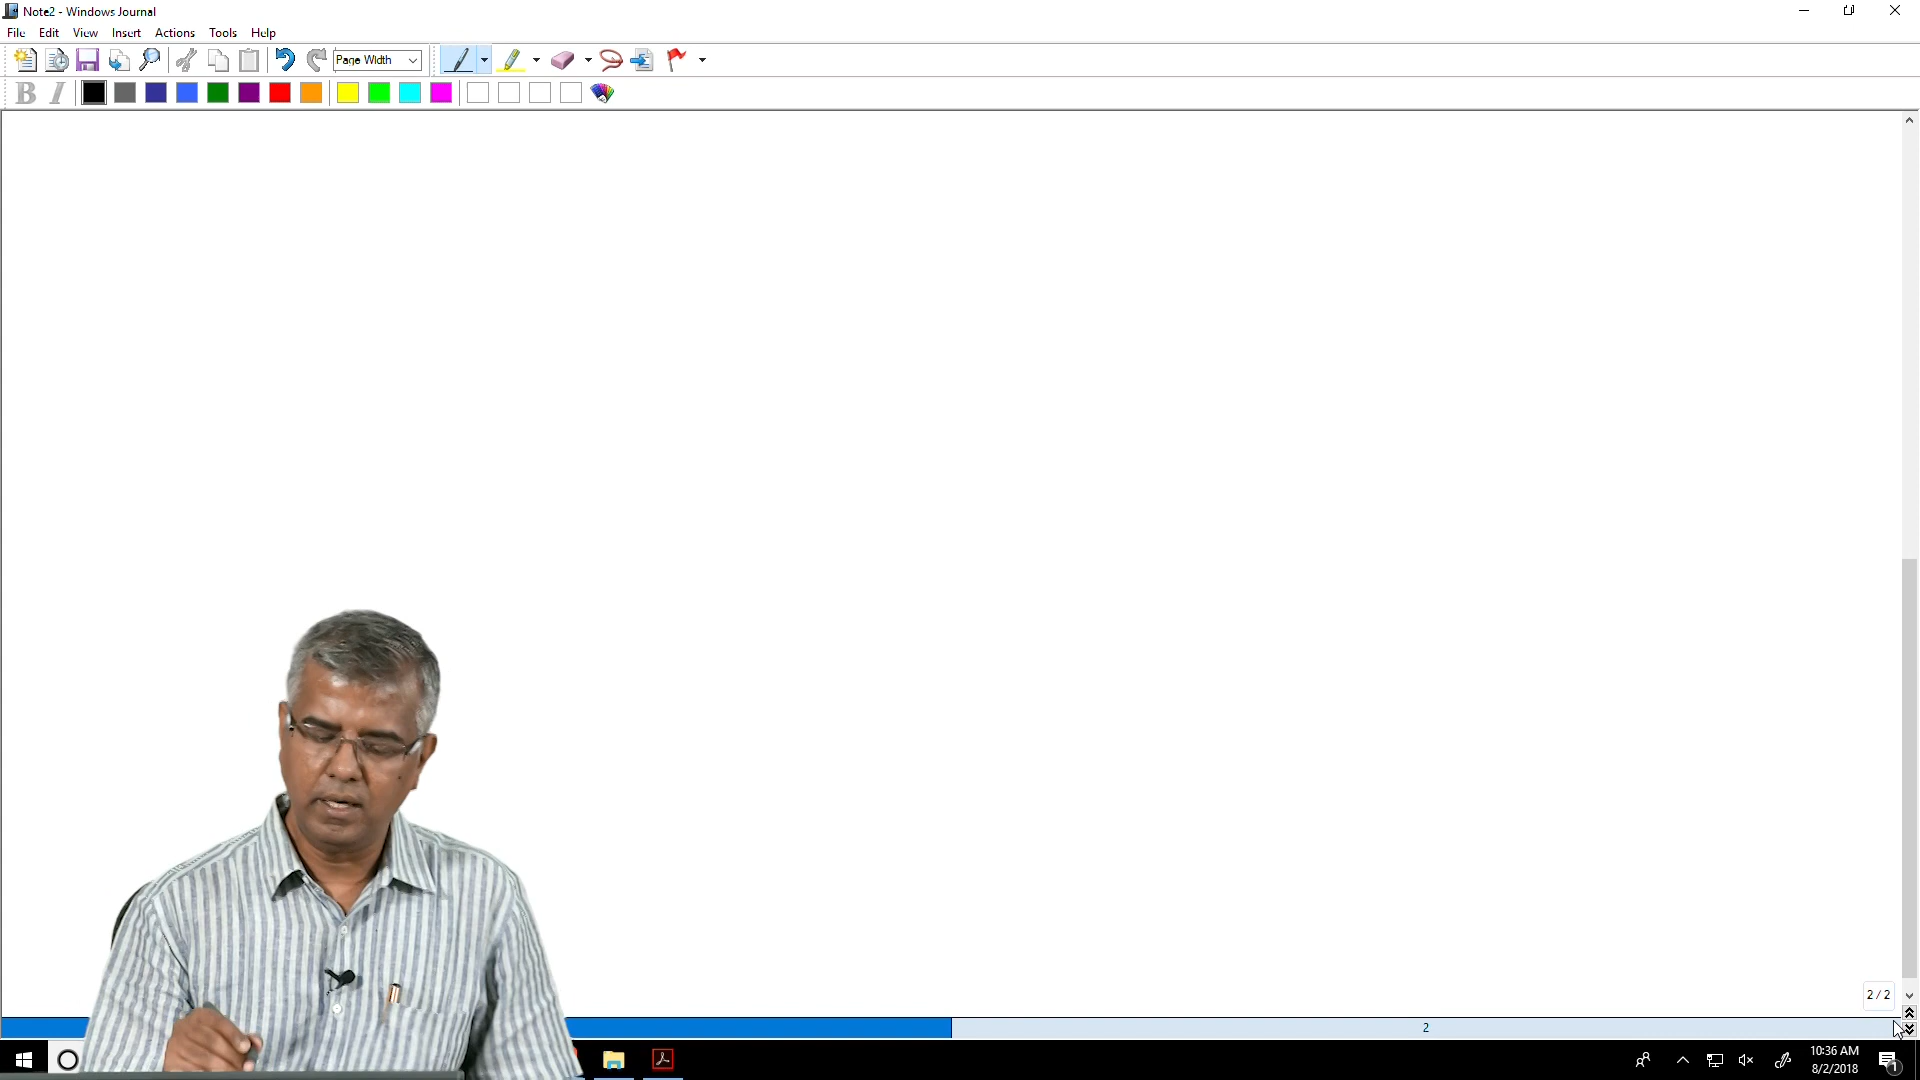 Note2 - Windows Journal
File Edit View Insert Actions Tools Help
Page Width
B I
2 / 2
2
10:36 AM
8/2/2018
1